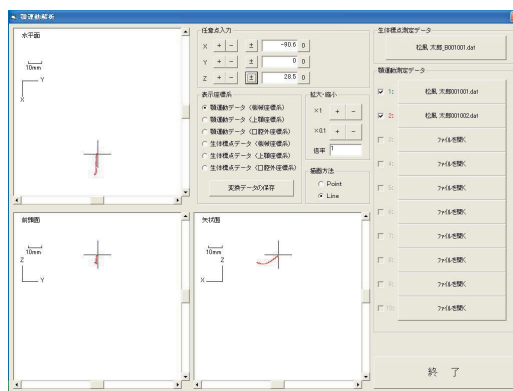 顎運動解析
水平面
10mm
Y
X
任意点入力
X + − ± -90.6 0
Y + − ± 0 0
Z + − ± 28.5 0
表示座標系
顎運動データ（機械座標系）
顎運動データ（上顎座標系）
顎運動データ（口腔外座標系）
生体標点データ（機械座標系）
生体標点データ（上顎座標系）
生体標点データ（口腔外座標系）
変換データの保存
拡大・縮小
×1 + −
×0.1 + −
倍率 1
描画方法
Point
Line
生体標点測定データ
松風 太郎_B001001.dat
顎運動測定データ
1: 松風 太郎001001.dat
2: 松風 太郎001002.dat
3: ファイルを開く
4: ファイルを開く
5: ファイルを開く
6: ファイルを開く
7: ファイルを開く
8: ファイルを開く
9: ファイルを開く
10: ファイルを開く
前頭面
10mm
Z
Y
矢状面
10mm
Z
X
終 了